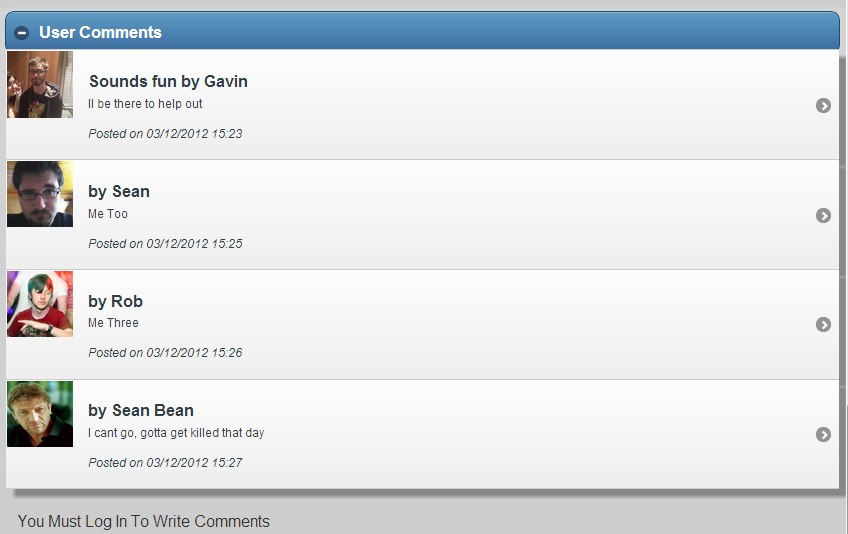 User Comments
Sounds fun by Gavin
ll be there to help out
Posted on 03/12/2012 15:23
by Sean
Me Too
Posted on 03/12/2012 15:25
by Rob
Me Three
Posted on 03/12/2012 15:26
by Sean Bean
I cant go, gotta get killed that day
Posted on 03/12/2012 15:27
You Must Log In To Write Comments